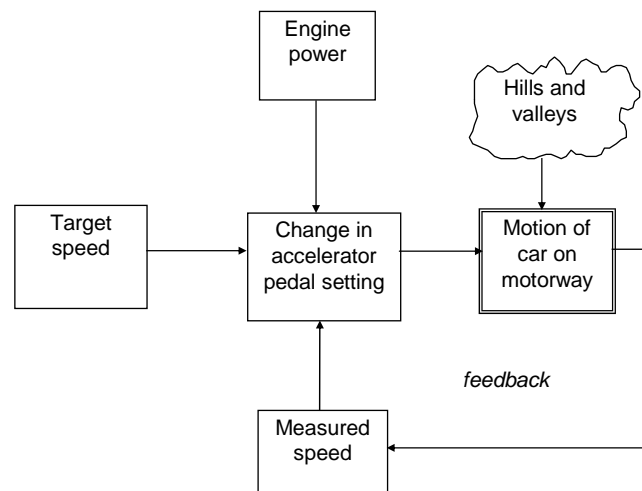 Engine
power
Hills and
valleys
Target
speed
Change in
accelerator
pedal setting
Motion of
car on
motorway
feedback
Measured
speed